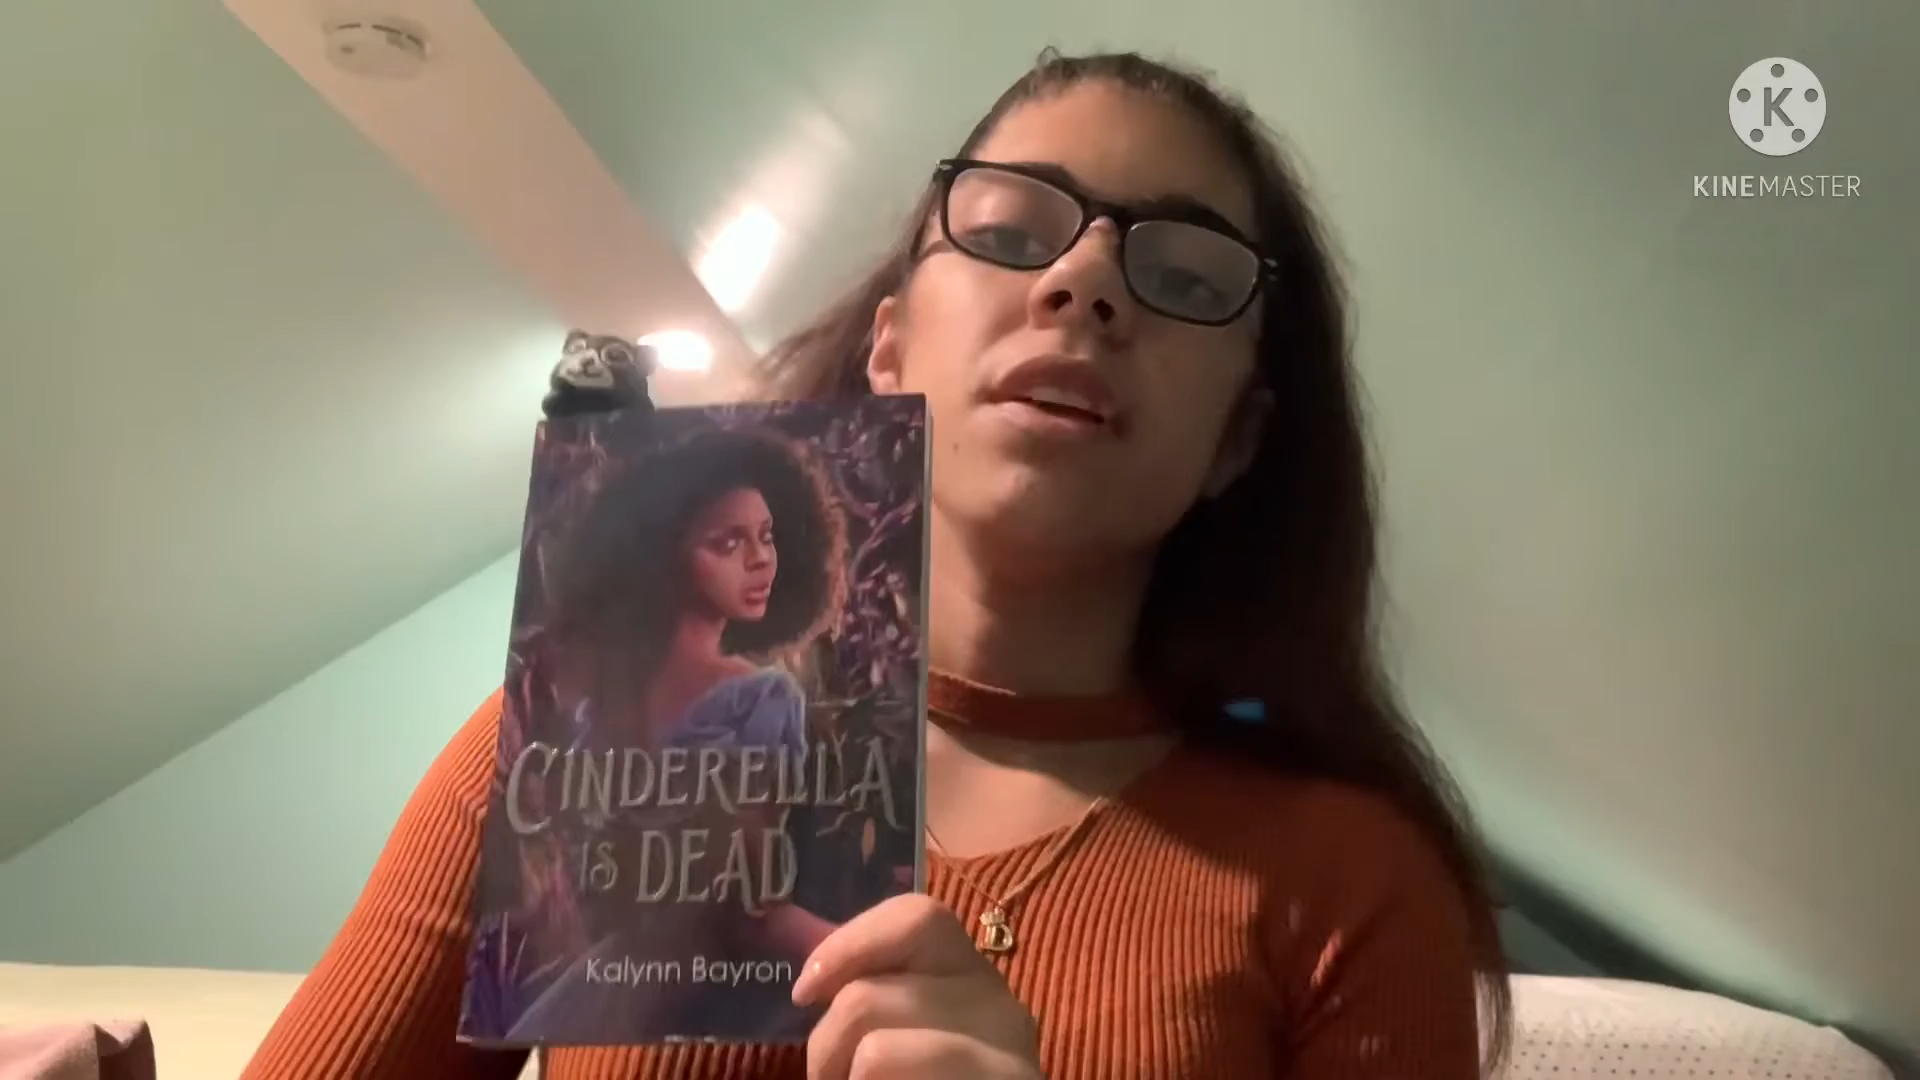 K
KINEMASTER
CINDERELLA
IS DEAD
Kalynn Bayron
B